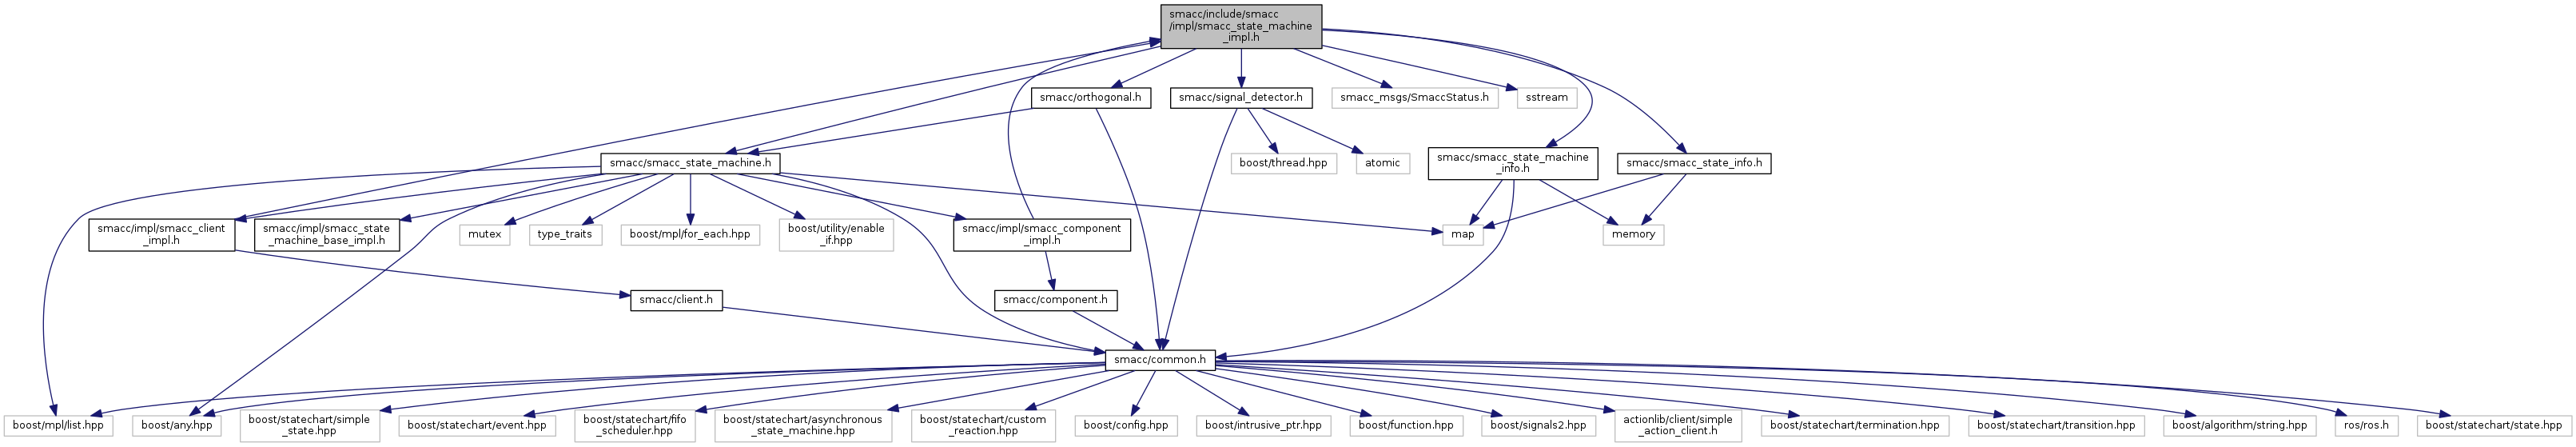 smacc/include/smacc
/impl/smacc_state_machine
_impl.h
smacc/orthogonal.h
smacc/signal_detector.h
smacc_msgs/SmaccStatus.h
sstream
smacc/smacc_state_machine.h
boost/thread.hpp
atomic
smacc/smacc_state_machine
_info.h
smacc/smacc_state_info.h
smacc/impl/smacc_client
_impl.h
smacc/impl/smacc_state
_machine_base_impl.h
mutex
type_traits
boost/mpl/for_each.hpp
boost/utility/enable
_if.hpp
smacc/impl/smacc_component
_impl.h
map
memory
smacc/client.h
smacc/component.h
smacc/common.h
boost/mpl/list.hpp
boost/any.hpp
boost/statechart/simple
_state.hpp
boost/statechart/event.hpp
boost/statechart/fifo
_scheduler.hpp
boost/statechart/asynchronous
_state_machine.hpp
boost/statechart/custom
_reaction.hpp
boost/config.hpp
boost/intrusive_ptr.hpp
boost/function.hpp
boost/signals2.hpp
actionlib/client/simple
_action_client.h
boost/statechart/termination.hpp
boost/statechart/transition.hpp
boost/algorithm/string.hpp
ros/ros.h
boost/statechart/state.hpp